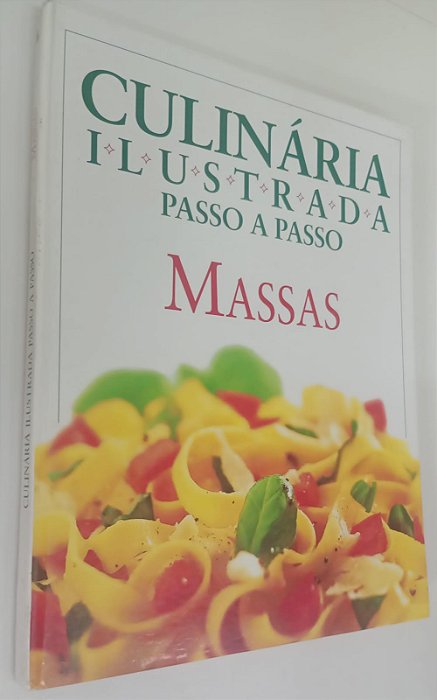 CULINÁRIA
ILUSTRADA
PASSO A PASSO
MASSAS
CULINÁRIA ILUSTRADA PASSO A PASSO